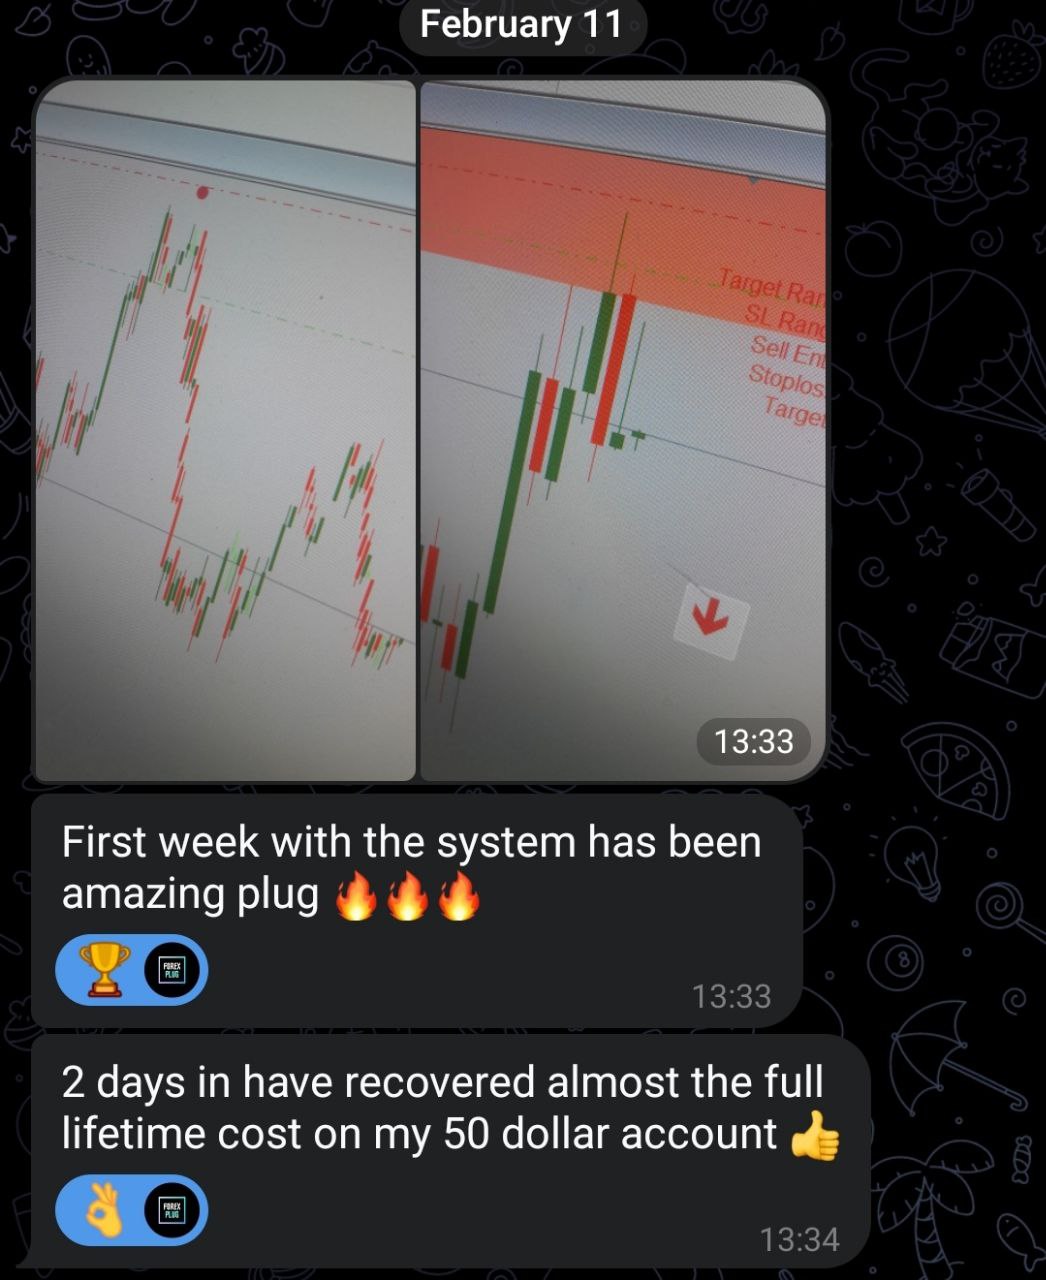 February 11
Target Ran
SL Rang
Sell Ent
Stoplos
Target
13:33
First week with the system has been
amazing plug 🔥🔥🔥
🏆 FOREX
PLUG
13:33
2 days in have recovered almost the full
lifetime cost on my 50 dollar account 👍
👌 FOREX
PLUG
13:34